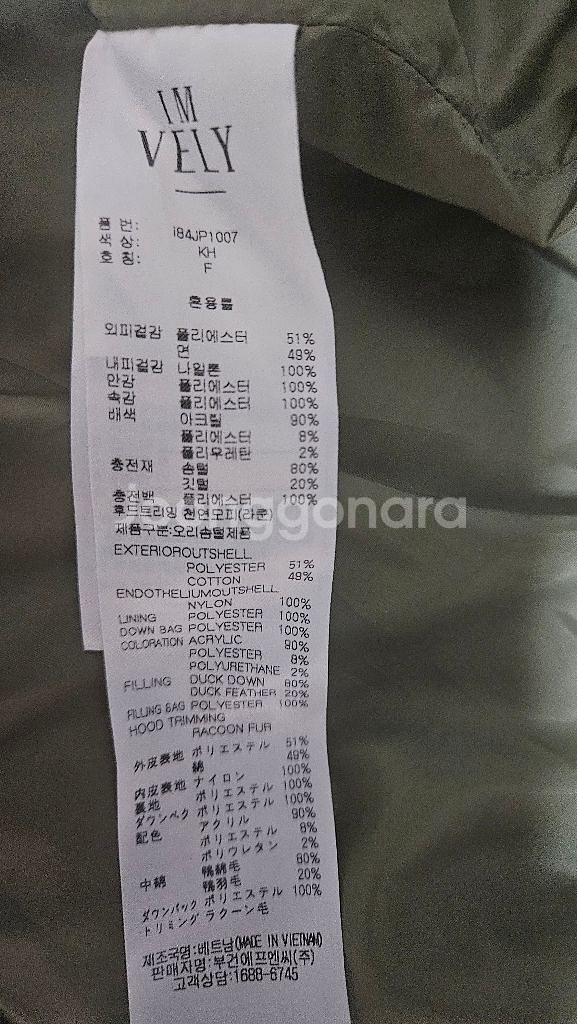 IM
VELY
품 번: i84JP1007
색 상: KH
호 칭: F
혼용률
외피겉감 폴리에스터 51%
면 49%
내피겉감 나일론 100%
안감 폴리에스터 100%
속감 폴리에스터 100%
배색 아크릴 90%
폴리에스터 8%
폴리우레탄 2%
충전재 솜털 80%
깃털 20%
충전백 폴리에스터 100%
후드트리밍 천연모피(라쿤)
joonggonara
제품구분:오리솜털제품
EXTERIOROUTSHELL
POLYESTER 51%
COTTON 49%
ENDOTHELIUMOUTSHELL
NYLON 100%
LINING POLYESTER 100%
DOWN BAG POLYESTER 100%
COLORATION ACRYLIC 90%
POLYESTER 8%
POLYURETHANE 2%
FILLING DUCK DOWN 80%
DUCK FEATHER 20%
FILLING BAG POLYESTER 100%
HOOD TRIMMING
RACOON FUR
外皮表地 ポリエステル 51%
綿 49%
内皮表地 ナイロン 100%
裏地 ポリエステル 100%
ダウンベク ポリエステル 100%
配色 アクリル 90%
ポリエステル 8%
ポリウレタン 2%
中綿 鴨綿毛 80%
鴨羽毛 20%
ダウンパック ポリエステル 100%
トリミング ラクーン毛
제조국명:베트남(MADE IN VIETNAM)
판매자명:부건에프엔씨(주)
고객상담:1688-6745